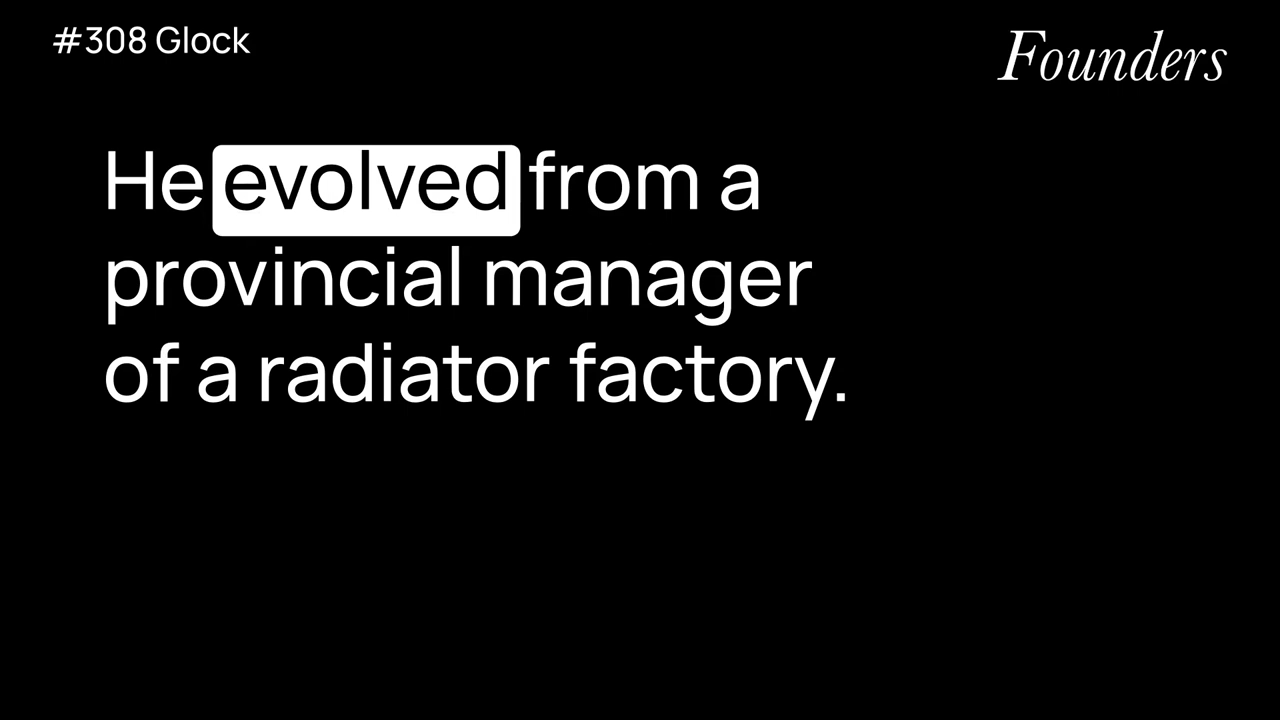 #308 Glock
Founders
He evolved from a
provincial manager
of a radiator factory.